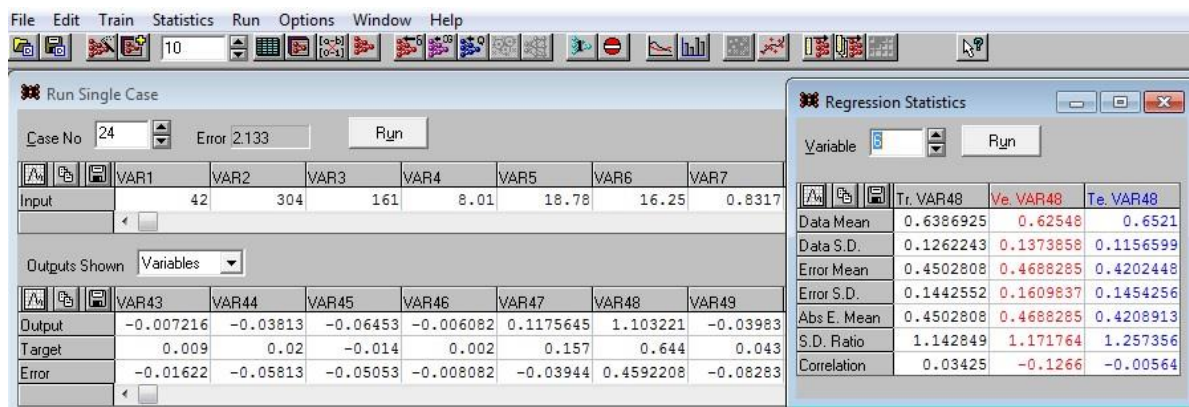 File Edit Train Statistics Run Options Window Help
10
Run Single Case
Case No 24 Error 2.133 Run
VAR1 VAR2 VAR3 VAR4 VAR5 VAR6 VAR7
Input 42 304 161 8.01 18.78 16.25 0.8317
Outputs Shown Variables
VAR43 VAR44 VAR45 VAR46 VAR47 VAR48 VAR49
Output -0.007216 -0.03813 -0.06453 -0.006082 0.1175645 1.103221 -0.03983
Target 0.009 0.02 -0.014 0.002 0.157 0.644 0.043
Error -0.01622 -0.05813 -0.05053 -0.008082 -0.03944 0.4592208 -0.08283
Regression Statistics
Variable 6 Run
Tr. VAR48 Ve. VAR48 Te. VAR48
Data Mean 0.6386925 0.62548 0.6521
Data S.D. 0.1262243 0.1373858 0.1156599
Error Mean 0.4502808 0.4688285 0.4202448
Error S.D. 0.1442552 0.1609837 0.1454256
Abs E. Mean 0.4502808 0.4688285 0.4208913
S.D. Ratio 1.142849 1.171764 1.257356
Correlation 0.03425 -0.1266 -0.00564